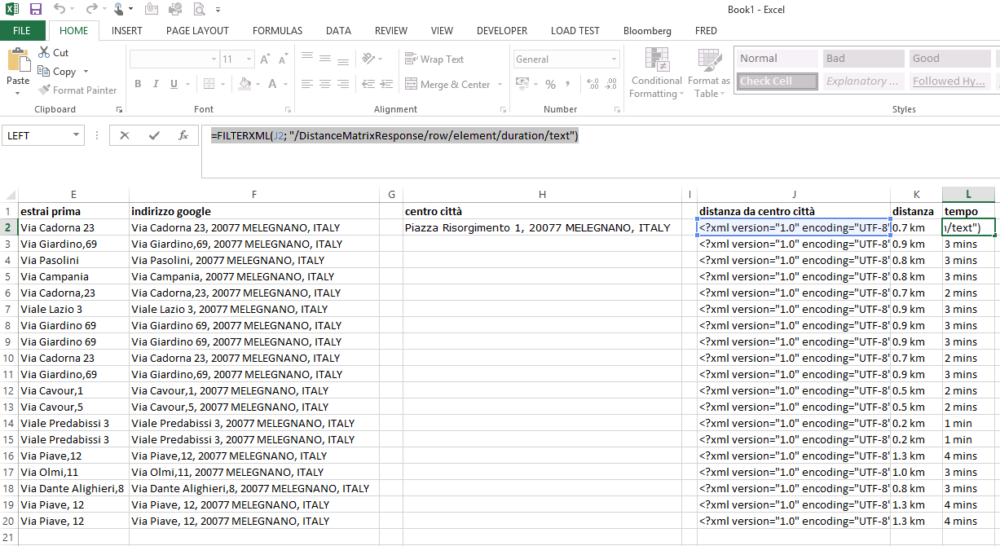 Book1 - Excel
FILE HOME INSERT PAGE LAYOUT FORMULAS DATA REVIEW VIEW DEVELOPER LOAD TEST Bloomberg FRED
Paste
Cut
Copy
Format Painter
Clipboard
11
B I U
Font
Wrap Text
Merge & Center
Alignment
General
%
Number
Conditional Formatting
Format as Table
Normal Bad Good
Check Cell Explanatory ... Followed Hy...
Styles
LEFT fx =FILTERXML(J2; "/DistanceMatrixResponse/row/element/duration/text")
E F G H I J K L
1 estrai prima indirizzo google centro città distanza da centro città distanza tempo
2 Via Cadorna 23 Via Cadorna 23, 20077 MELEGNANO, ITALY Piazza Risorgimento 1, 20077 MELEGNANO, ITALY <?xml version="1.0" encoding="UTF-8" 0.7 km /text")
3 Via Giardino,69 Via Giardino,69, 20077 MELEGNANO, ITALY <?xml version="1.0" encoding="UTF-8" 0.9 km 3 mins
4 Via Pasolini Via Pasolini, 20077 MELEGNANO, ITALY <?xml version="1.0" encoding="UTF-8" 0.8 km 3 mins
5 Via Campania Via Campania, 20077 MELEGNANO, ITALY <?xml version="1.0" encoding="UTF-8" 0.8 km 3 mins
6 Via Cadorna,23 Via Cadorna,23, 20077 MELEGNANO, ITALY <?xml version="1.0" encoding="UTF-8" 0.7 km 2 mins
7 Viale Lazio 3 Viale Lazio 3, 20077 MELEGNANO, ITALY <?xml version="1.0" encoding="UTF-8" 0.9 km 3 mins
8 Via Giardino 69 Via Giardino 69, 20077 MELEGNANO, ITALY <?xml version="1.0" encoding="UTF-8" 0.9 km 3 mins
9 Via Giardino 69 Via Giardino 69, 20077 MELEGNANO, ITALY <?xml version="1.0" encoding="UTF-8" 0.9 km 3 mins
10 Via Cadorna 23 Via Cadorna 23, 20077 MELEGNANO, ITALY <?xml version="1.0" encoding="UTF-8" 0.7 km 2 mins
11 Via Giardino,69 Via Giardino,69, 20077 MELEGNANO, ITALY <?xml version="1.0" encoding="UTF-8" 0.9 km 3 mins
12 Via Cavour,1 Via Cavour,1, 20077 MELEGNANO, ITALY <?xml version="1.0" encoding="UTF-8" 0.5 km 2 mins
13 Via Cavour,5 Via Cavour,5, 20077 MELEGNANO, ITALY <?xml version="1.0" encoding="UTF-8" 0.5 km 2 mins
14 Viale Predabissi 3 Viale Predabissi 3, 20077 MELEGNANO, ITALY <?xml version="1.0" encoding="UTF-8" 0.2 km 1 min
15 Viale Predabissi 3 Viale Predabissi 3, 20077 MELEGNANO, ITALY <?xml version="1.0" encoding="UTF-8" 0.2 km 1 min
16 Via Piave,12 Via Piave,12, 20077 MELEGNANO, ITALY <?xml version="1.0" encoding="UTF-8" 1.3 km 4 mins
17 Via Olmi,11 Via Olmi,11, 20077 MELEGNANO, ITALY <?xml version="1.0" encoding="UTF-8" 1.0 km 3 mins
18 Via Dante Alighieri,8 Via Dante Alighieri,8, 20077 MELEGNANO, ITALY <?xml version="1.0" encoding="UTF-8" 0.8 km 3 mins
19 Via Piave, 12 Via Piave, 12, 20077 MELEGNANO, ITALY <?xml version="1.0" encoding="UTF-8" 1.3 km 4 mins
20 Via Piave, 12 Via Piave, 12, 20077 MELEGNANO, ITALY <?xml version="1.0" encoding="UTF-8" 1.3 km 4 mins
21